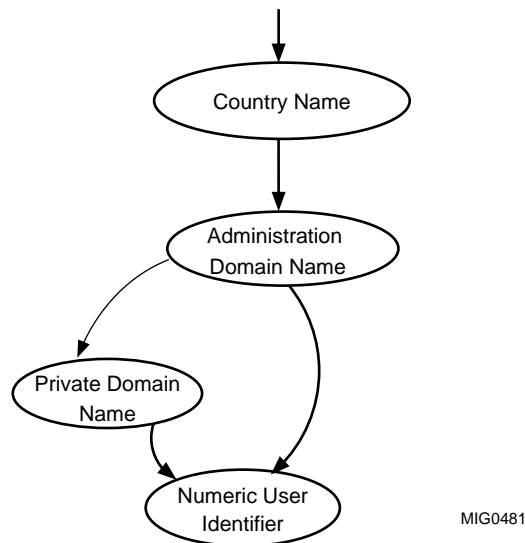 Country Name
Administration
Domain Name
Private Domain
Name
Numeric User
Identifier
MIG0481